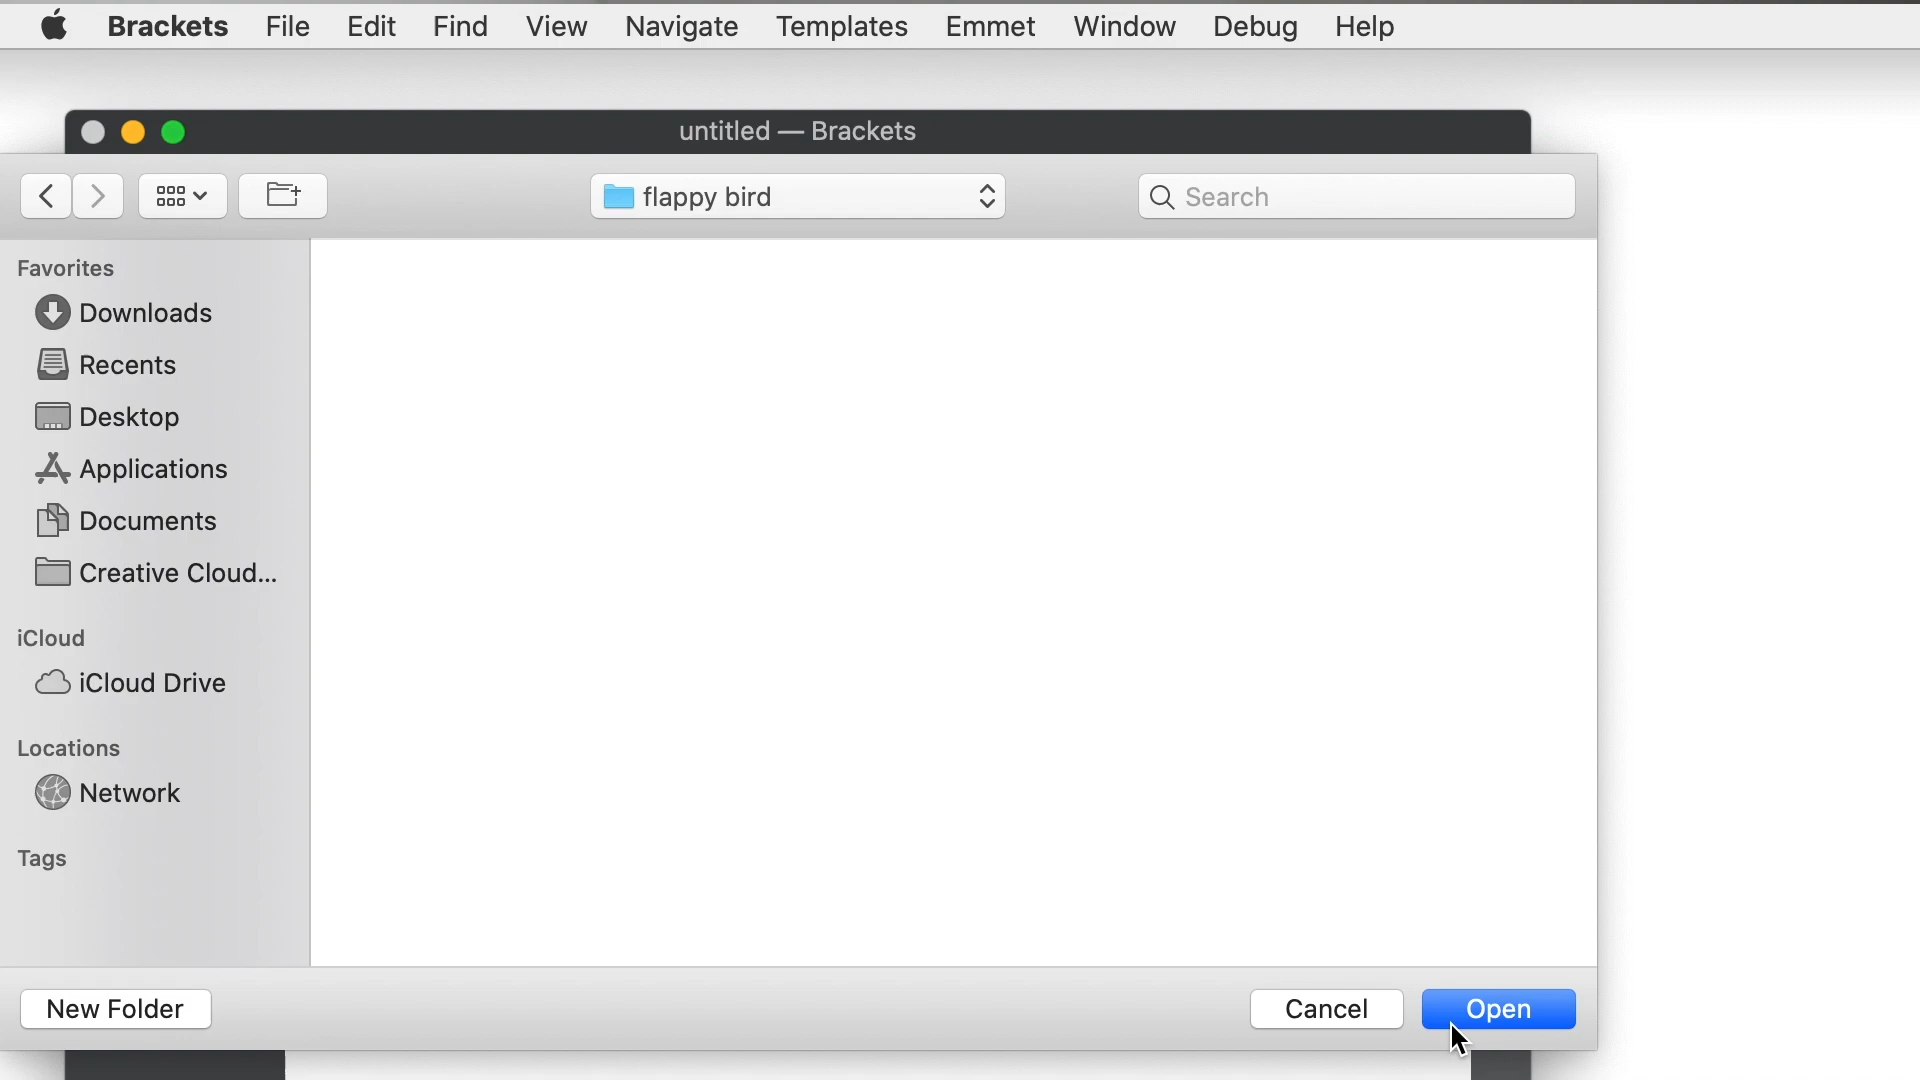 Brackets File Edit Find View Navigate Templates Emmet Window Debug Help
untitled — Brackets
flappy bird
Search
Favorites
Downloads
Recents
Desktop
Applications
Documents
Creative Cloud...
iCloud
iCloud Drive
Locations
Network
Tags
New Folder
Cancel
Open